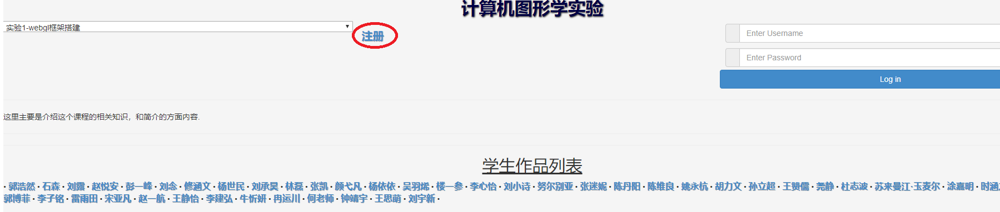 计算机图形学实验
实验1-webgl框架搭建
注册
Enter Username
Enter Password
Log in
这里主要是介绍这个课程的相关知识，和简介的方面内容.
学生作品列表
· 郭浩然 · 石森 · 刘露 · 赵悦安 · 彭一峰 · 刘念 · 修涵文 · 杨世民 · 刘承昊 · 林磊 · 张凯 · 颜弋凡 · 杨依依 · 吴羽烯 · 楼一参 · 李心怡 · 刘小诗 · 努尔别亚 · 张迷妮 · 陈丹阳 · 陈维良 · 姚永杭 · 胡力文 · 孙立超 · 王赞儒 · 尧静 · 杜志波 · 苏来曼江·玉麦尔 · 涂嘉明 · 时涵
郭博菲 · 李子铭 · 雷雨田 · 宋亚凡 · 赵一航 · 王静怡 · 李建弘 · 牛忻妍 · 冉运川 · 何老师 · 钟靖宇 · 王思萌 · 刘宇新 ·